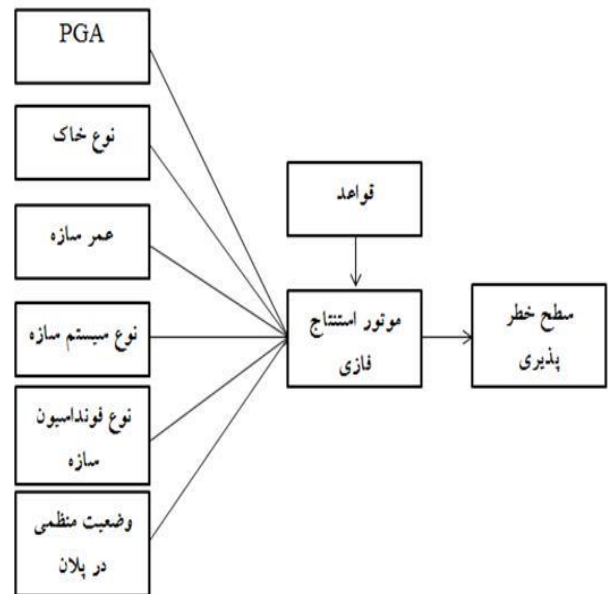 PGA
نوع خاک
عمر سازه
نوع سیستم سازه
نوع فونداسیون
سازه
وضعیت منظمی
در پلان
قواعد
موتور استنتاج
فازی
سطح خطر
پذیری